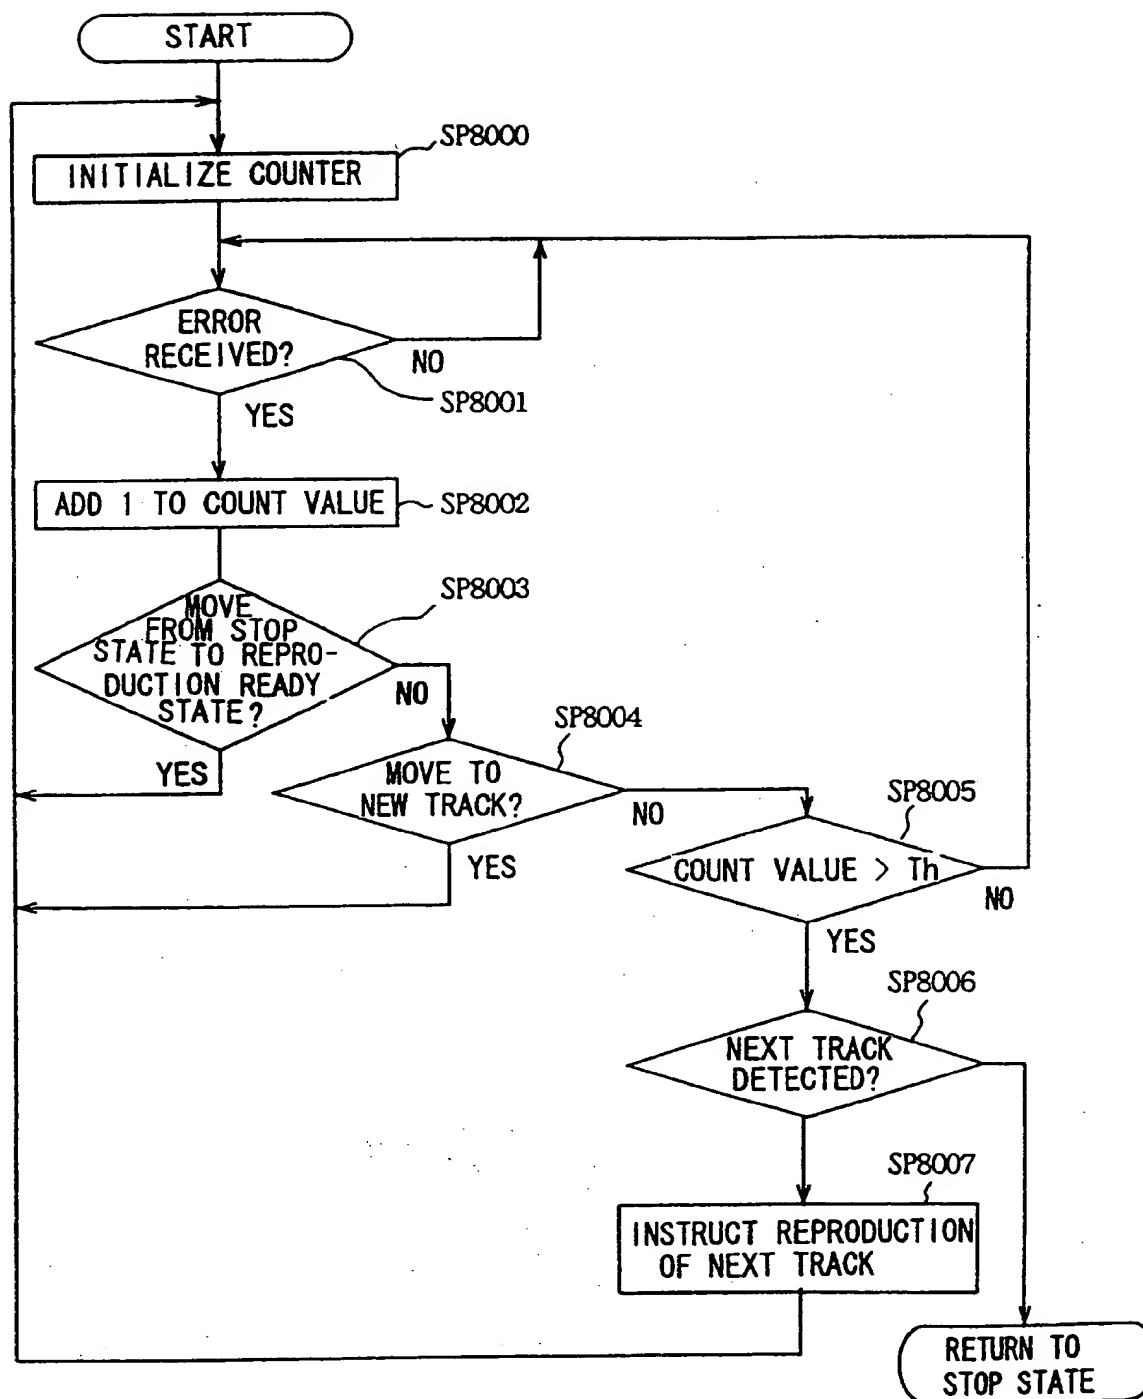 START
SP8000
INITIALIZE COUNTER
ERROR
RECEIVED?
NO
SP8001
YES
ADD 1 TO COUNT VALUE
SP8002
SP8003
MOVE
FROM STOP
STATE TO REPRO-
DUCTION READY
STATE?
NO
YES
SP8004
MOVE TO
NEW TRACK?
NO
YES
SP8005
COUNT VALUE > Th
NO
YES
SP8006
NEXT TRACK
DETECTED?
SP8007
INSTRUCT REPRODUCTION
OF NEXT TRACK
RETURN TO
STOP STATE